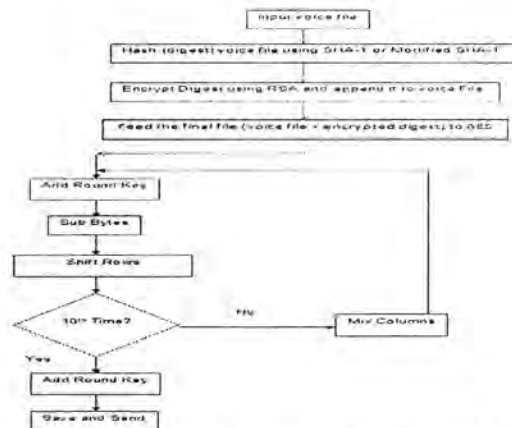 Input voice file
Hash (digest) voice file using SHA-1 or Modified SHA-1
Encrypt Digest using RSA and append it to voice File
Feed the final file (voice file + encrypted digest) to AES
Add Round Key
Sub Bytes
Shift Rows
10th Time?
No
Mix Columns
Yes
Add Round Key
Save and Send